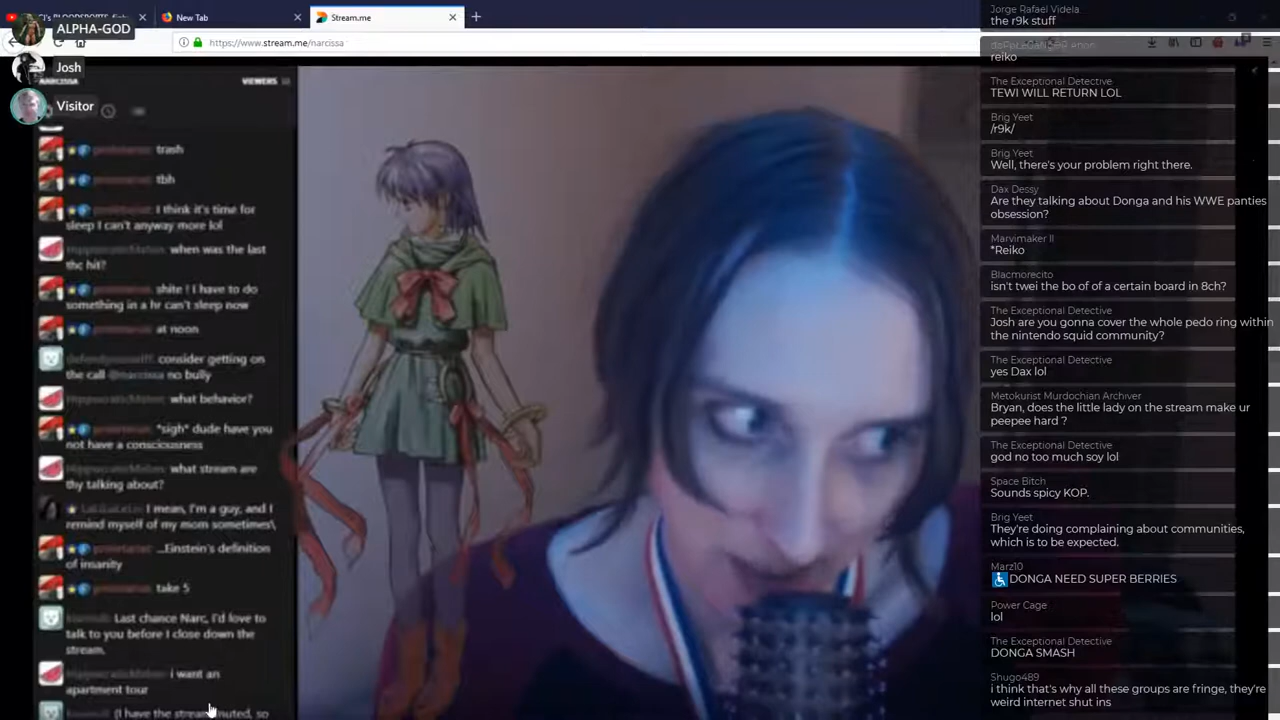 New Tab
Stream.me
ALPHA-GOD
https://www.stream.me/narcissa
Josh
VIEWERS
Visitor
trash
tbh
I think it's time for
sleep I can't anyway more lol
when was the last
thc hit?
shite ! I have to do
something in a hr can't sleep now
at noon
consider getting on
the call @narcissa no bully
what behavior?
*sigh* dude have you
not have a consciousness
what stream are
thy talking about?
I mean, I'm a guy, and I
remind myself of my mom sometimes\
...Einstein's definition
of insanity
take 5
Last chance Narc, I'd love to
talk to you before I close down the
stream.
i want an
apartment tour
(I have the stream muted, so
Jorge Rafael Videla
the r9k stuff
reiko
The Exceptional Detective
TEWI WILL RETURN LOL
Brig Yeet
/r9k/
Brig Yeet
Well, there's your problem right there.
Dax Dessy
Are they talking about Donga and his WWE panties
obsession?
Marvimaker II
*Reiko
Blacmorecito
isn't twei the bo of of a certain board in 8ch?
The Exceptional Detective
Josh are you gonna cover the whole pedo ring within
the nintendo squid community?
The Exceptional Detective
yes Dax lol
Metokurist Murdochian Archiver
Bryan, does the little lady on the stream make ur
peepee hard ?
The Exceptional Detective
god no too much soy lol
Space Bitch
Sounds spicy KOP.
Brig Yeet
They're doing complaining about communities,
which is to be expected.
Marz10
DONGA NEED SUPER BERRIES
Power Cage
lol
The Exceptional Detective
DONGA SMASH
Shugo489
i think that's why all these groups are fringe, they're
weird internet shut ins